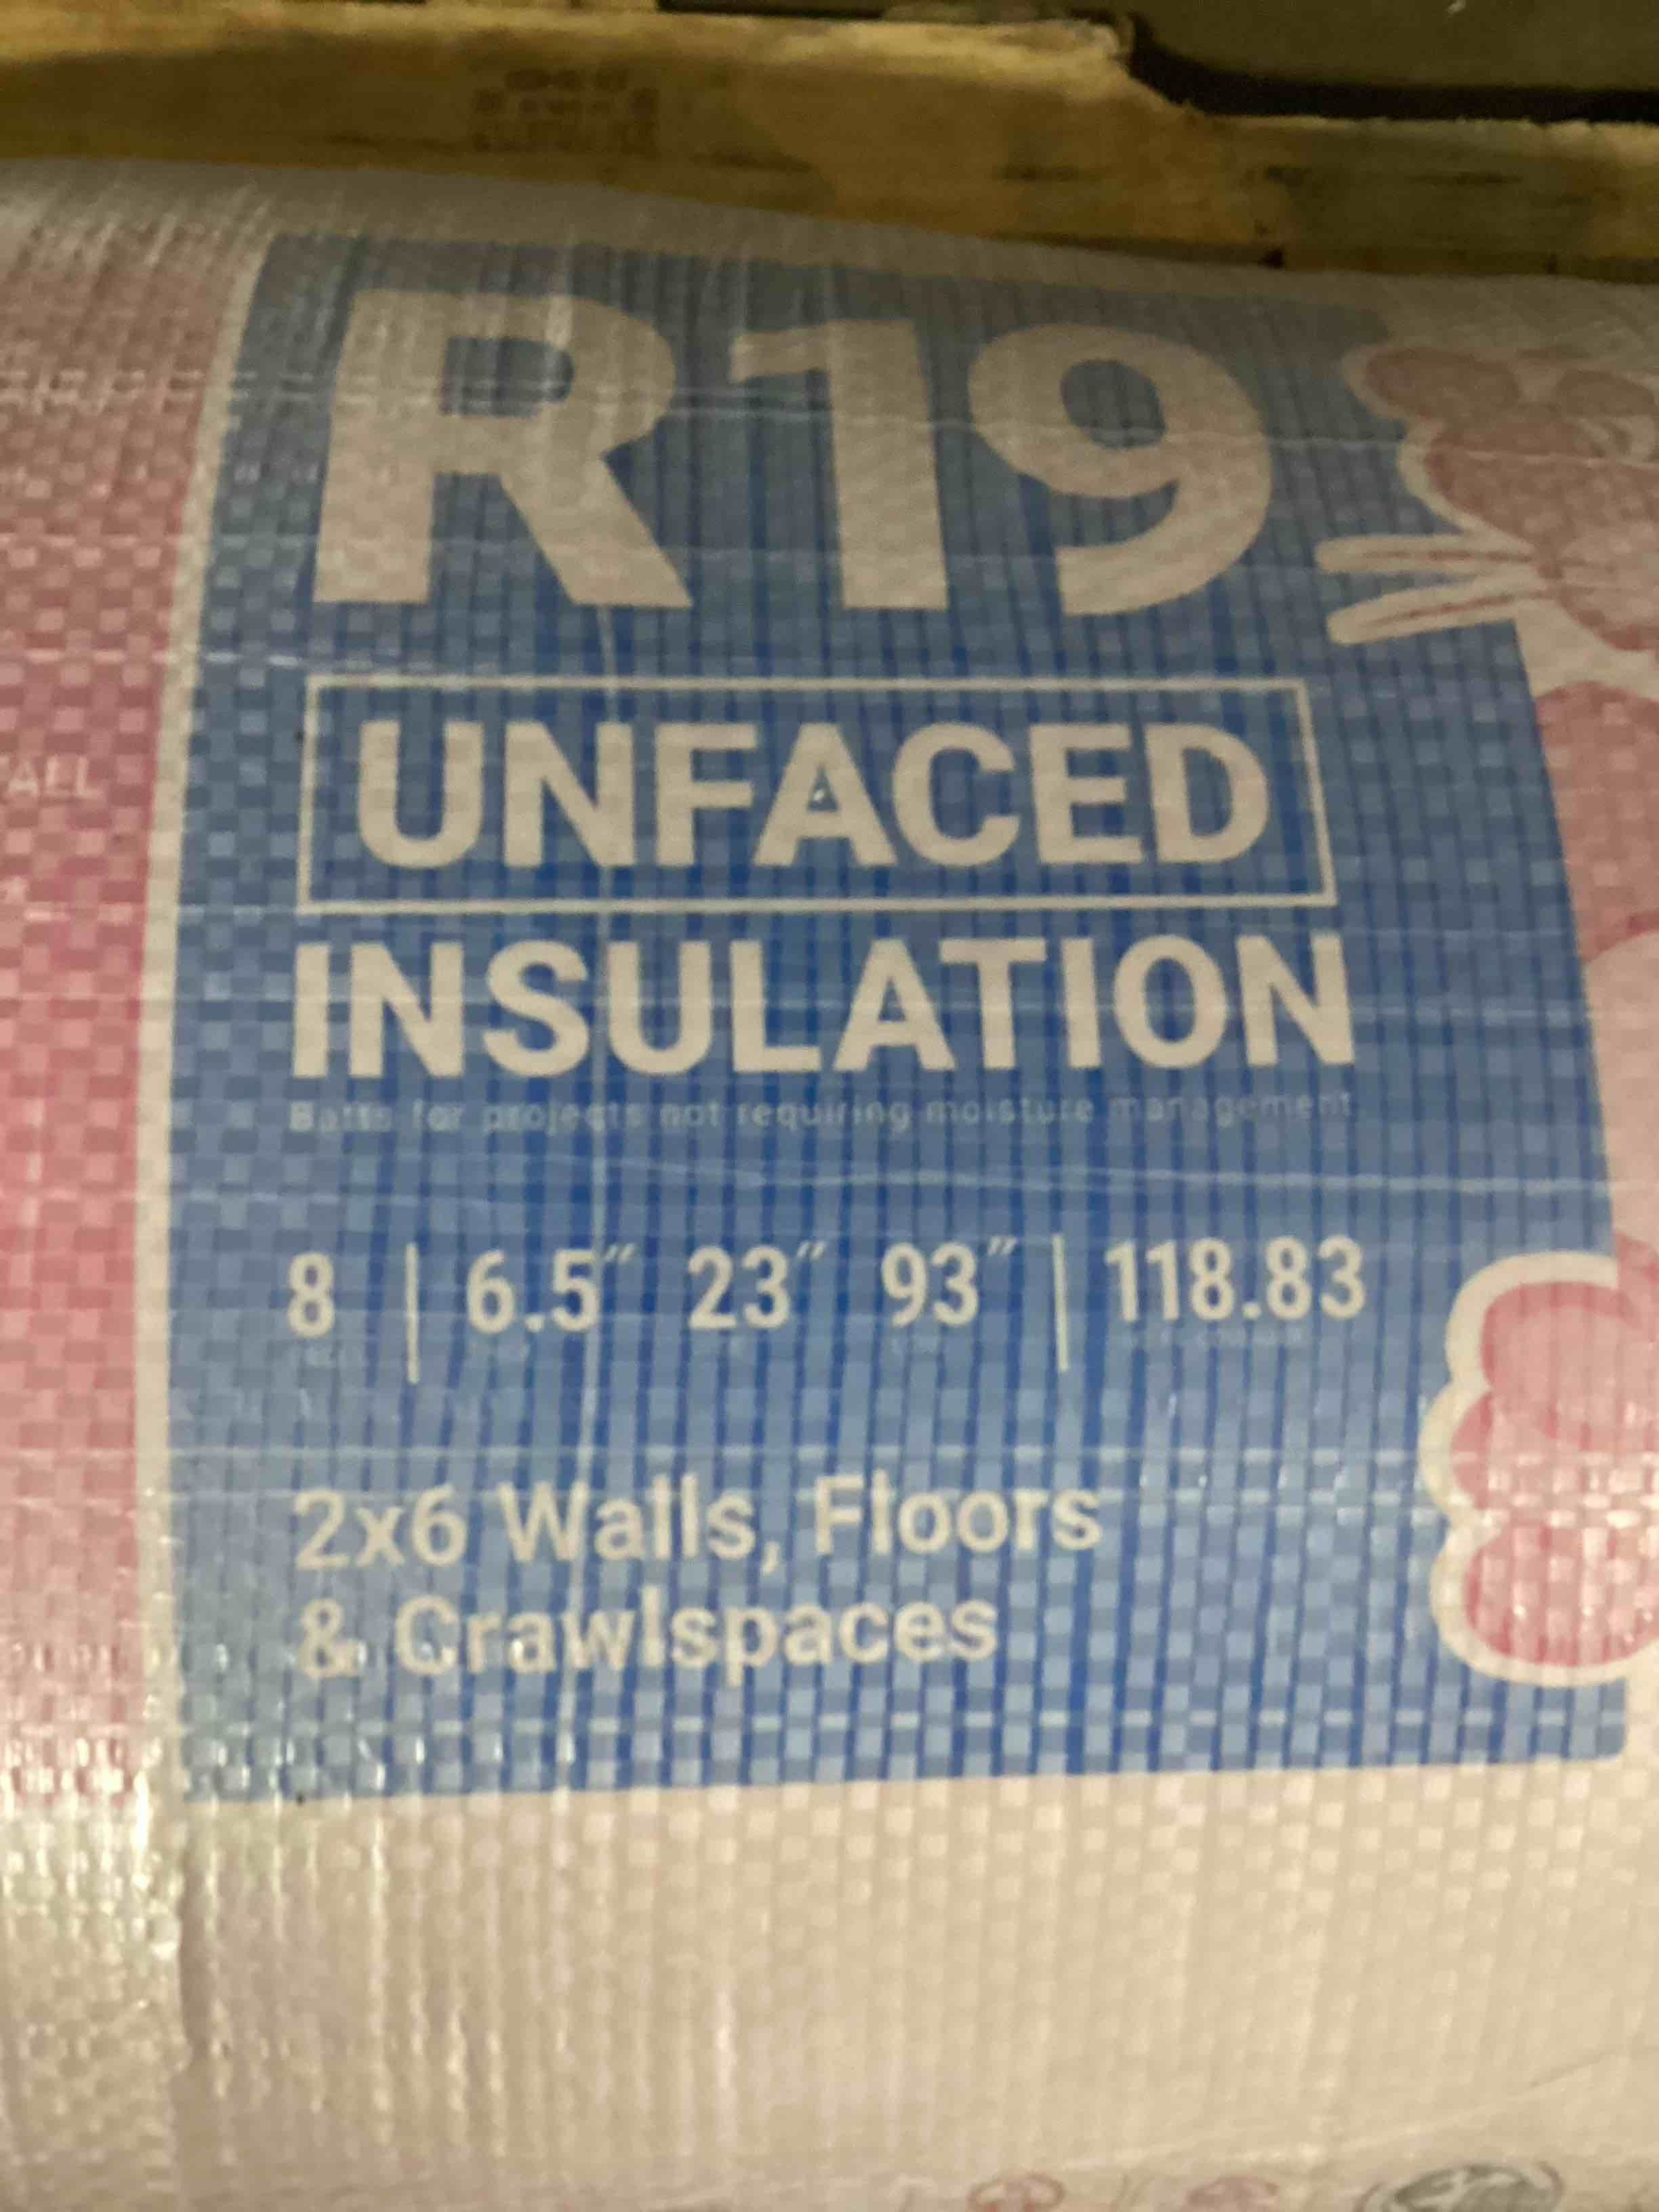 R19
ALL
UNFACED
INSULATION
Batts for projects not requiring moisture management
8 | 6.5″ 23″ 93″ | 118.83
2x6 Walls, Floors
& Crawlspaces